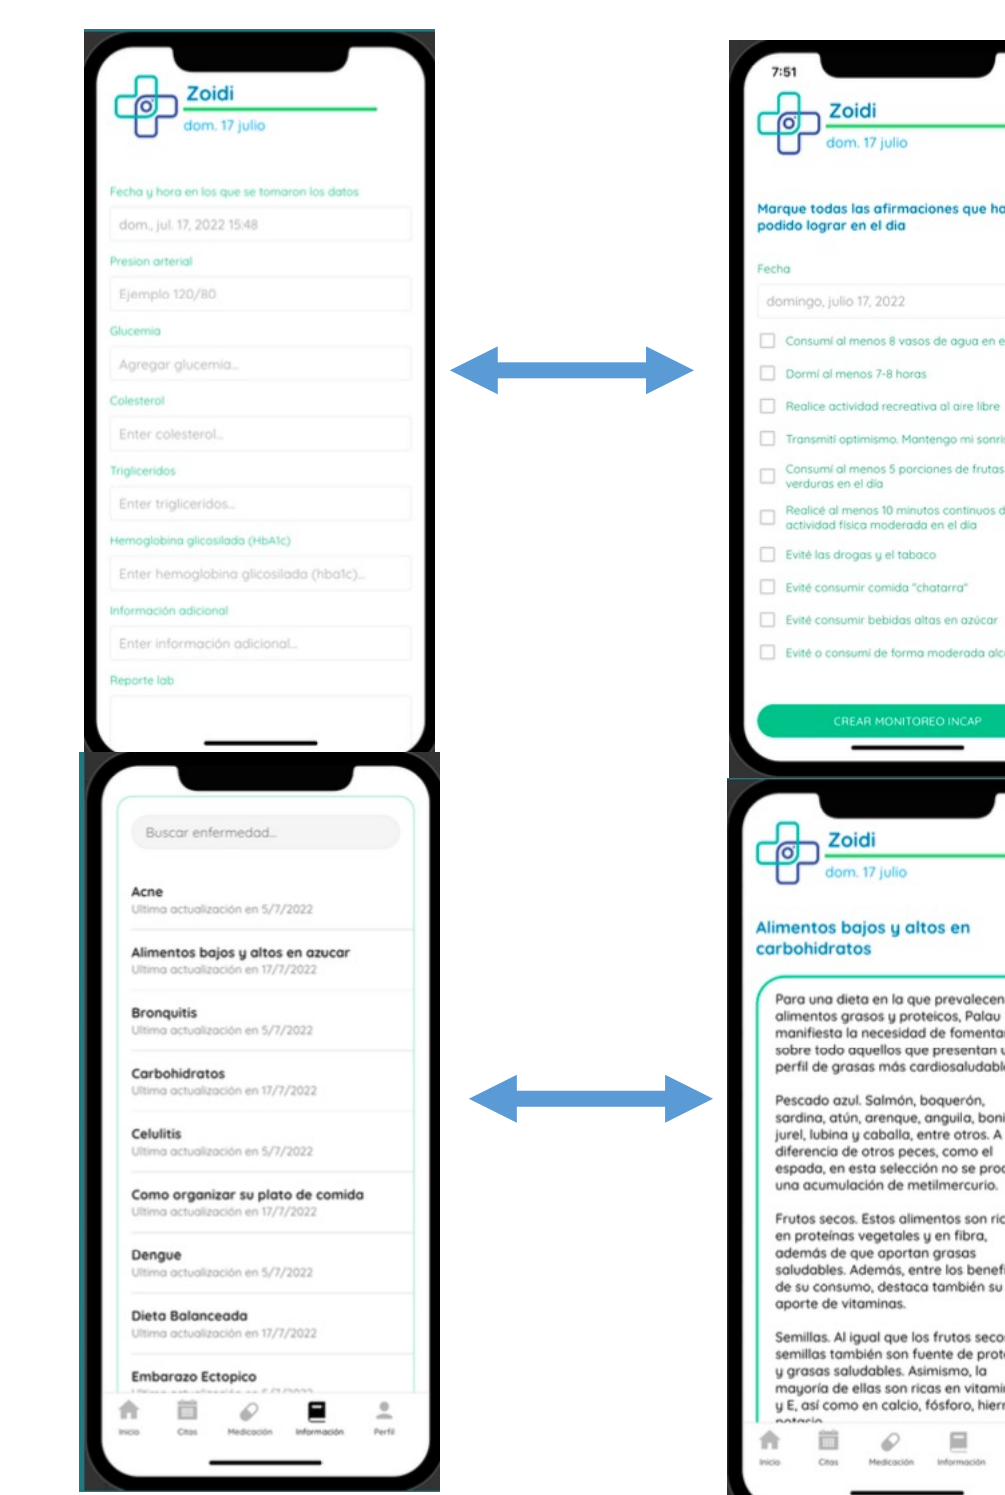 Zoidi
dom. 17 julio
Fecha y hora en los que se tomaron los datos
dom., jul. 17, 2022 15:48
Presion arterial
Ejemplo 120/80
Glucemia
Agregar glucemia...
Colesterol
Enter colesterol...
Trigliceridos
Enter trigliceridos...
Hemoglobina glicosilada (HbA1c)
Enter hemoglobina glicosilada (hba1c)...
Información adicional
Enter información adicional...
Reporte lab
7:51
Zoidi
dom. 17 julio
Marque todas las afirmaciones que ha
podido lograr en el dia
Fecha
domingo, julio 17, 2022
Consumí al menos 8 vasos de agua en e
Dormí al menos 7-8 horas
Realice actividad recreativa al aire libre
Transmití optimismo. Mantengo mi sonris
Consumí al menos 5 porciones de frutas
verduras en el día
Realicé al menos 10 minutos continuos d
actividad física moderada en el día
Evité las drogas y el tabaco
Evité consumir comida "chatarra"
Evité consumir bebidas altas en azúcar
Evité o consumí de forma moderada alc
CREAR MONITOREO INCAP
Buscar enfermedad...
Acne
Ultima actualización en 5/7/2022
Alimentos bajos y altos en azucar
Ultima actualización en 17/7/2022
Bronquitis
Ultima actualización en 5/7/2022
Carbohidratos
Ultima actualización en 17/7/2022
Celulitis
Ultima actualización en 5/7/2022
Como organizar su plato de comida
Ultima actualización en 17/7/2022
Dengue
Ultima actualización en 5/7/2022
Dieta Balanceada
Ultima actualización en 17/7/2022
Embarazo Ectopico
Inicio Citas Medicación Información Perfil
Zoidi
dom. 17 julio
Alimentos bajos y altos en
carbohidratos
Para una dieta en la que prevalecen
alimentos grasos y proteicos, Palau
manifiesta la necesidad de fomentar
sobre todo aquellos que presentan u
perfil de grasas más cardiosaludabl
Pescado azul. Salmón, boquerón,
sardina, atún, arenque, anguila, boni
jurel, lubina y caballa, entre otros. A
diferencia de otros peces, como el
espada, en esta selección no se prod
una acumulación de metilmercurio.
Frutos secos. Estos alimentos son ric
en proteínas vegetales y en fibra,
además de que aportan grasas
saludables. Además, entre los benefi
de su consumo, destaca también su
aporte de vitaminas.
Semillas. Al igual que los frutos seco
semillas también son fuente de prote
y grasas saludables. Asimismo, la
mayoría de ellas son ricas en vitamin
y E, así como en calcio, fósforo, hierr
potasio
Inicio Citas Medicación Información